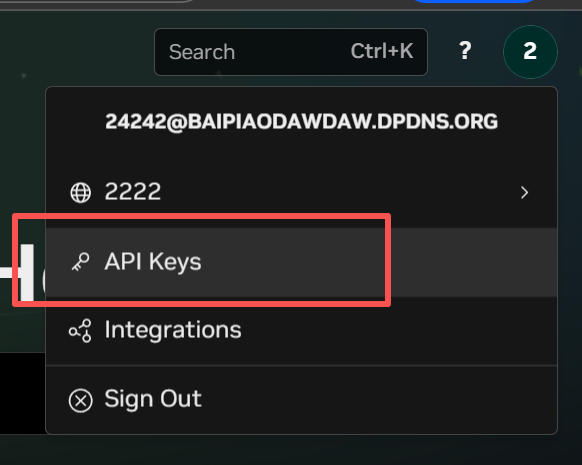 Search Ctrl+K ? 2
24242@BAIPIAODAWDAW.DPDNS.ORG
2222
API Keys
Integrations
Sign Out